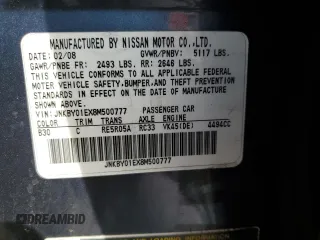 MANUFACTURED BY NISSAN MOTOR CO.,LTD.
DATE: 02/08 GVWR/PNBV: 5117 LBS.
GAWR/PNBE FR: 2493 LBS. RR: 2646 LBS.
THIS VEHICLE CONFORMS TO ALL APPLICABLE FEDERAL
MOTOR VEHICLE SAFETY, BUMPER, AND THEFT
PREVENTION STANDARDS IN EFFECT ON THE DATE OF
MANUFACTURE SHOWN ABOVE.
VIN: JNKBY01EX8M500777 PASSENGER CAR
COLOR TRIM TRANS AXLE ENGINE
B30 C RE5R05A RC33 VK45(DE) 4494CC
JNKBY01EX8M500777
© RAWBIDMI